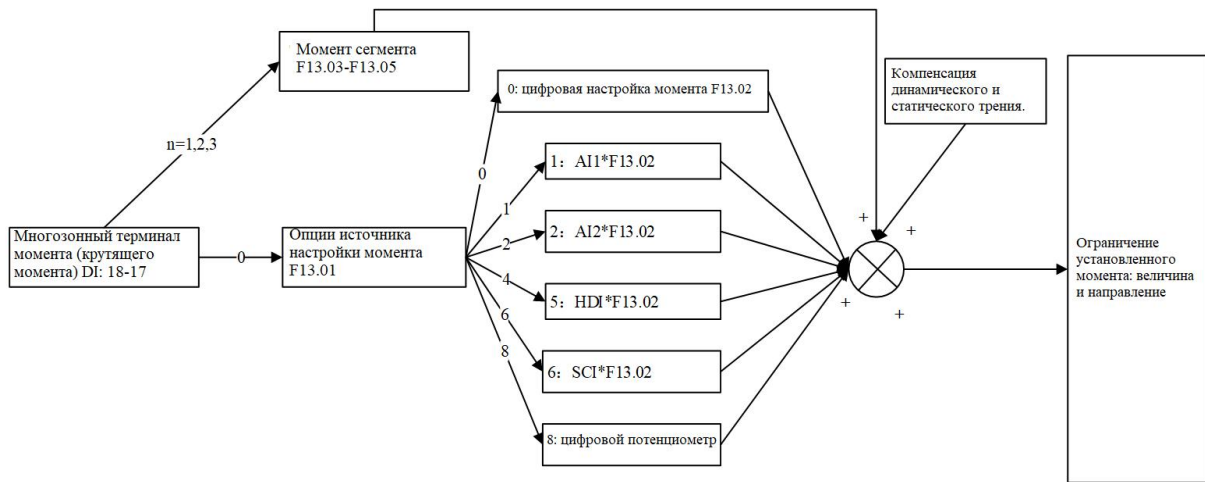 Момент сегмента
F13.03-F13.05
Компенсация
динамического и
статического трения.
0: цифровая настройка момента F13.02
n=1,2,3
1: AI1*F13.02
0
1
2: AI2*F13.02
+
+
Многозонный терминал
момента (крутящего
момента) DI: 18-17
0
Опции источника
настройки момента
F13.01
2
Ограничение
установленного
момента: величина
и направление
4
5: HDI*F13.02
+
+
6
8
6: SCI*F13.02
8: цифровой потенциометр